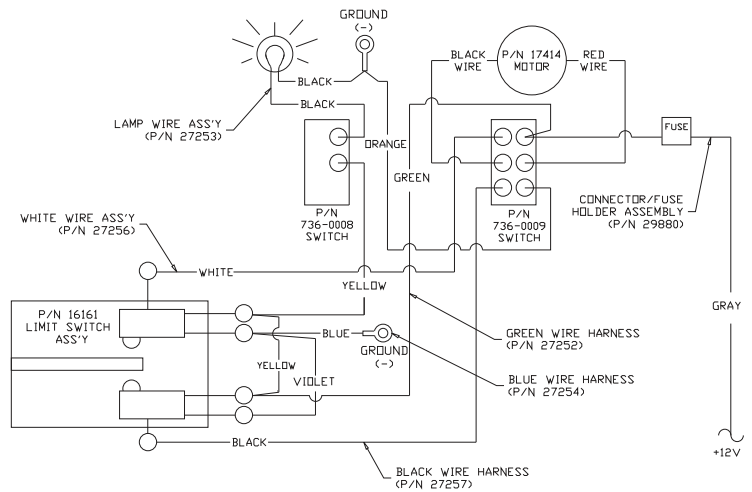 GROUND
(-)
BLACK
WIRE
P/N 17414
MOTOR
RED
WIRE
BLACK
BLACK
LAMP WIRE ASS'Y
(P/N 27253)
ORANGE
GREEN
FUSE
P/N
736-0008
SWITCH
P/N
736-0009
SWITCH
CONNECTOR/FUSE
HOLDER ASSEMBLY
(P/N 29880)
WHITE WIRE ASS'Y
(P/N 27256)
WHITE
YELLOW
GRAY
P/N 16161
LIMIT SWITCH
ASS'Y
BLUE
GROUND
(-)
GREEN WIRE HARNESS
(P/N 27252)
YELLOW
VIOLET
BLUE WIRE HARNESS
(P/N 27254)
BLACK
+12V
BLACK WIRE HARNESS
(P/N 27257)